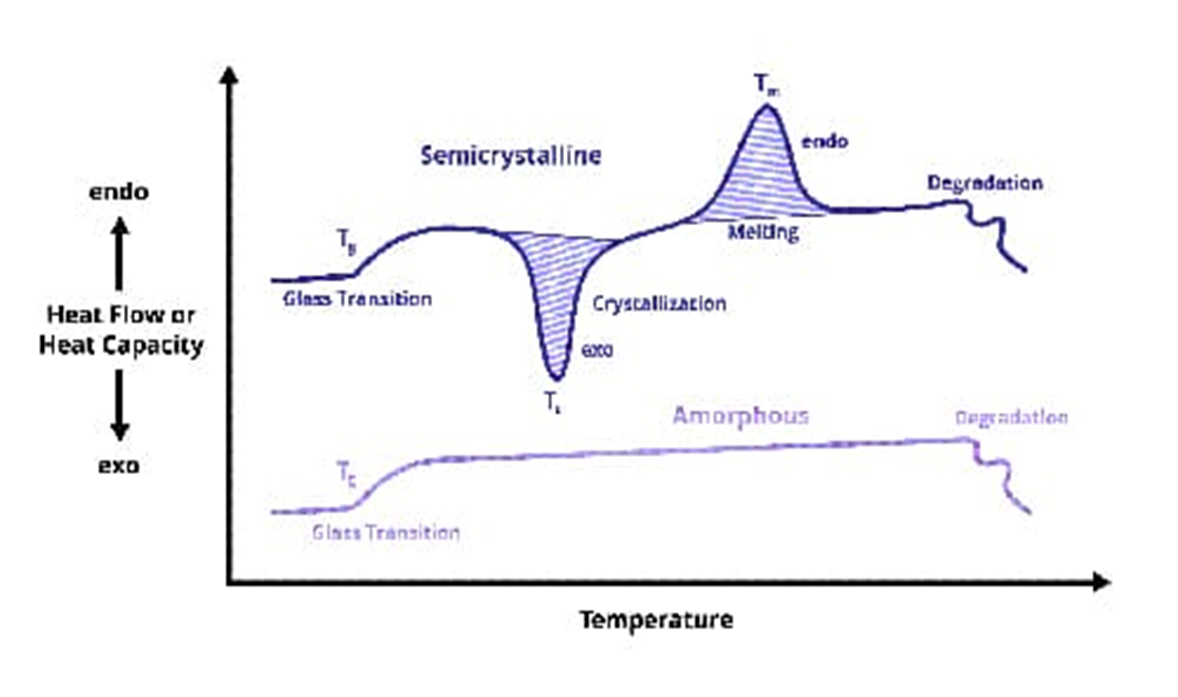 Tm
Semicrystalline
endo
Degradation
endo
Tg
Melting
Glass Transition
Crystallization
Heat Flow or
Heat Capacity
exo
Tc
Amorphous
Degradation
exo
TG
Glass Transition
Temperature